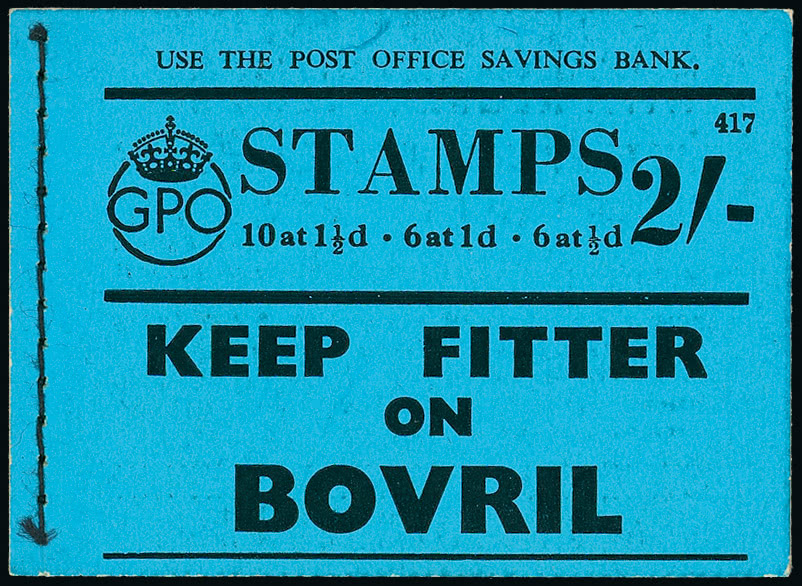 USE THE POST OFFICE SAVINGS BANK.
417
GPO
STAMPS 2/-
10 at 1½d · 6 at 1d · 6 at ½d
KEEP FITTER
ON
BOVRIL